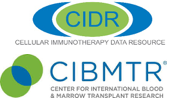 CIDR
CELLULAR IMMUNOTHERAPY DATA RESOURCE
CIBMTR®
CENTER FOR INTERNATIONAL BLOOD
& MARROW TRANSPLANT RESEARCH